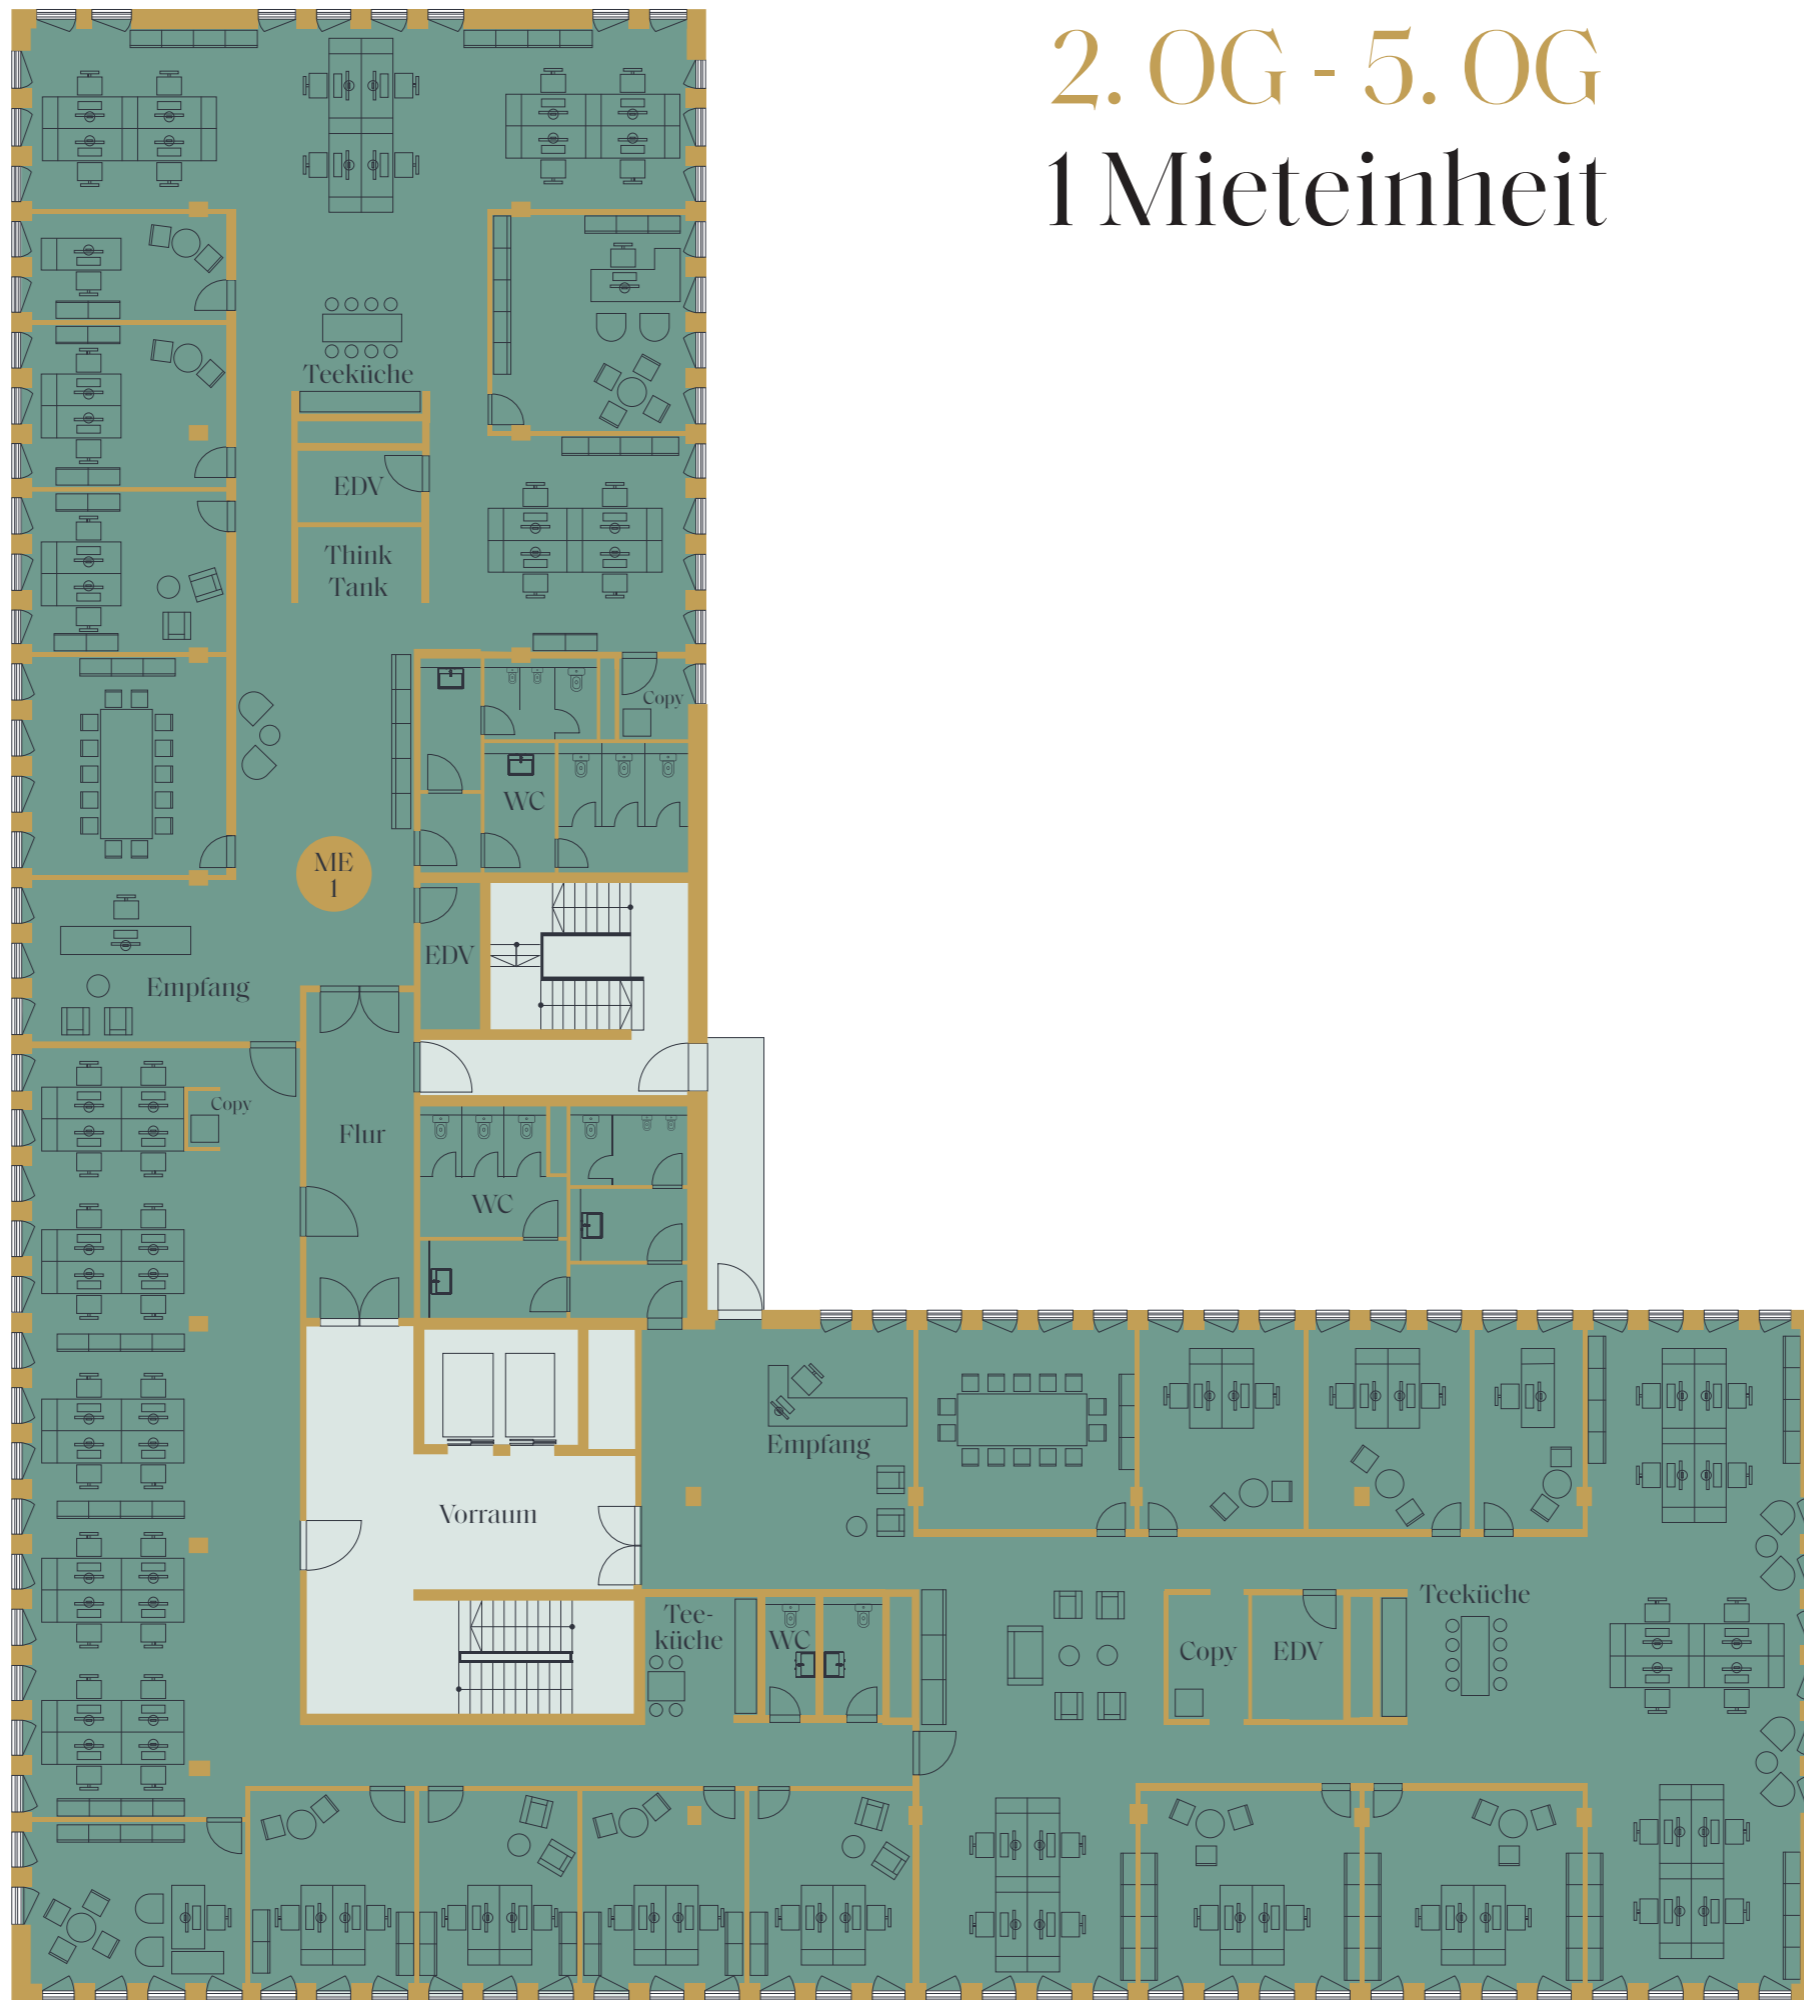 2. OG - 5. OG
1 Mieteinheit
Teeküche
EDV
Think
Tank
Copy
WC
ME
1
EDV
Empfang
Copy
Flur
WC
Empfang
Vorraum
Teeküche
Tee-
küche
WC
Copy
EDV